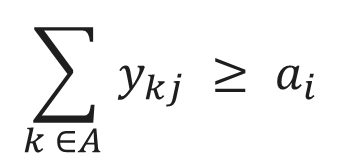 ∑ y_{kj} ≥ a_i
k ∈A